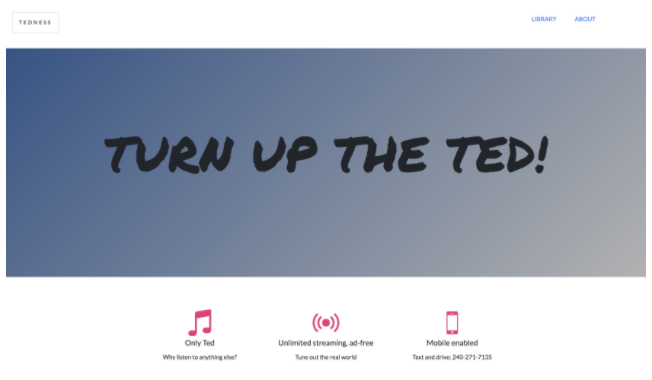 TEDNESS
LIBRARY ABOUT
TURN UP THE TED!
Only Ted Unlimited streaming, ad-free Mobile enabled
Why listen to anything else? Tune out the real world Text and drive: 240-271-7135